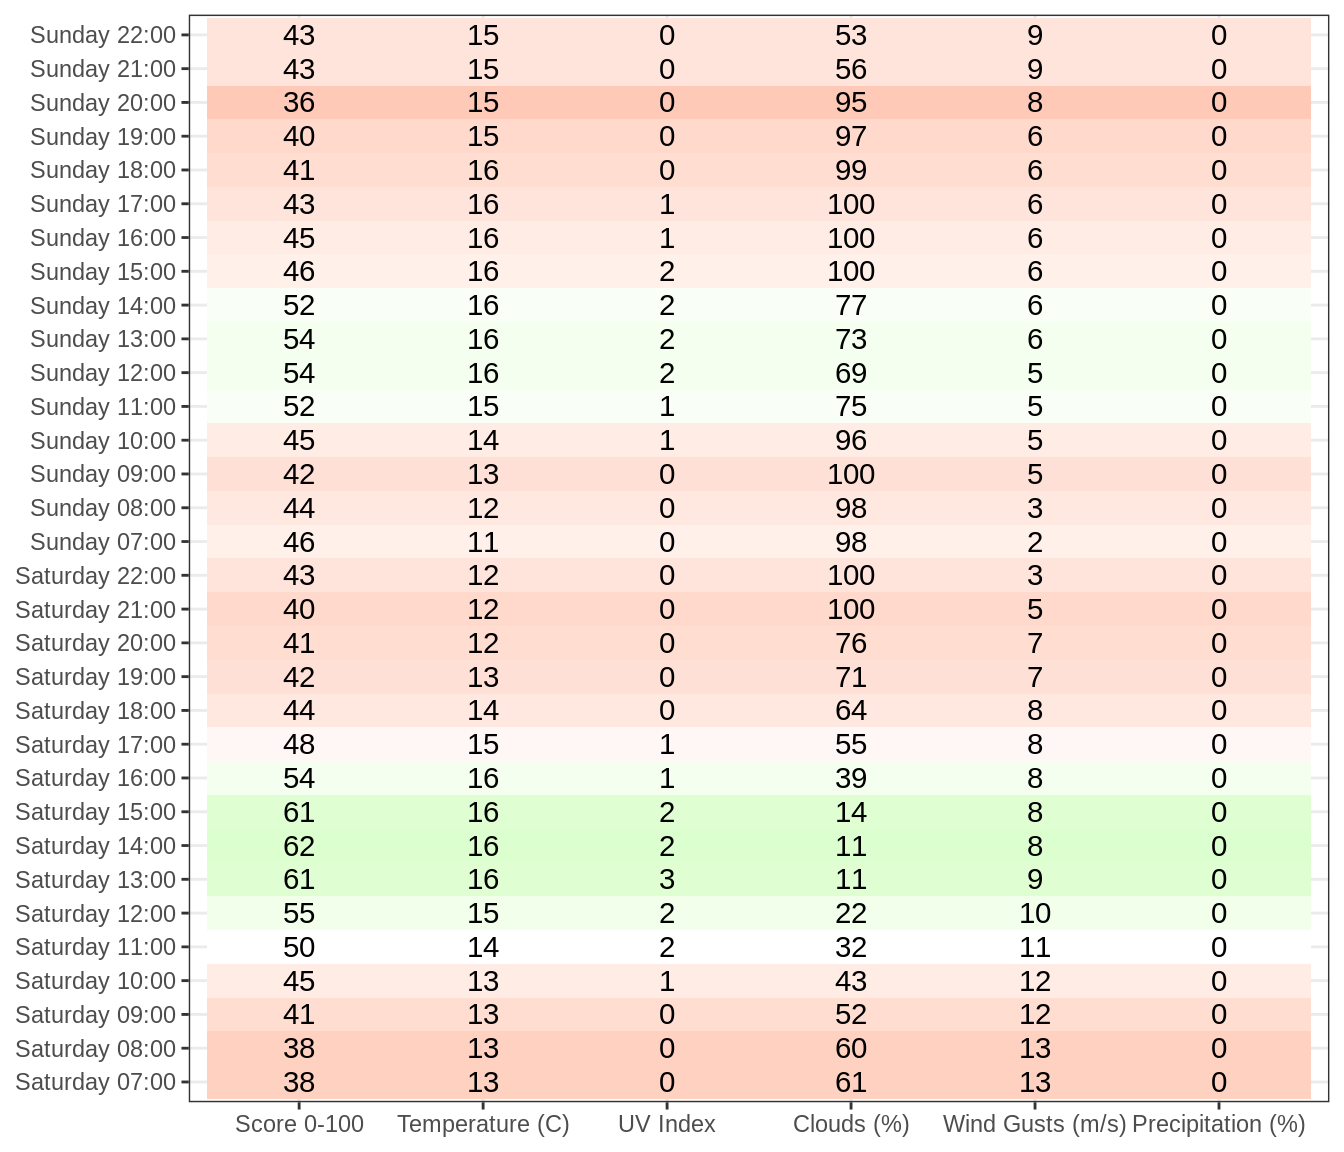 Sunday 22:00 43 15 0 53 9 0
Sunday 21:00 43 15 0 56 9 0
Sunday 20:00 36 15 0 95 8 0
Sunday 19:00 40 15 0 97 6 0
Sunday 18:00 41 16 0 99 6 0
Sunday 17:00 43 16 1 100 6 0
Sunday 16:00 45 16 1 100 6 0
Sunday 15:00 46 16 2 100 6 0
Sunday 14:00 52 16 2 77 6 0
Sunday 13:00 54 16 2 73 6 0
Sunday 12:00 54 16 2 69 5 0
Sunday 11:00 52 15 1 75 5 0
Sunday 10:00 45 14 1 96 5 0
Sunday 09:00 42 13 0 100 5 0
Sunday 08:00 44 12 0 98 3 0
Sunday 07:00 46 11 0 98 2 0
Saturday 22:00 43 12 0 100 3 0
Saturday 21:00 40 12 0 100 5 0
Saturday 20:00 41 12 0 76 7 0
Saturday 19:00 42 13 0 71 7 0
Saturday 18:00 44 14 0 64 8 0
Saturday 17:00 48 15 1 55 8 0
Saturday 16:00 54 16 1 39 8 0
Saturday 15:00 61 16 2 14 8 0
Saturday 14:00 62 16 2 11 8 0
Saturday 13:00 61 16 3 11 9 0
Saturday 12:00 55 15 2 22 10 0
Saturday 11:00 50 14 2 32 11 0
Saturday 10:00 45 13 1 43 12 0
Saturday 09:00 41 13 0 52 12 0
Saturday 08:00 38 13 0 60 13 0
Saturday 07:00 38 13 0 61 13 0
Score 0-100 Temperature (C) UV Index Clouds (%) Wind Gusts (m/s) Precipitation (%)